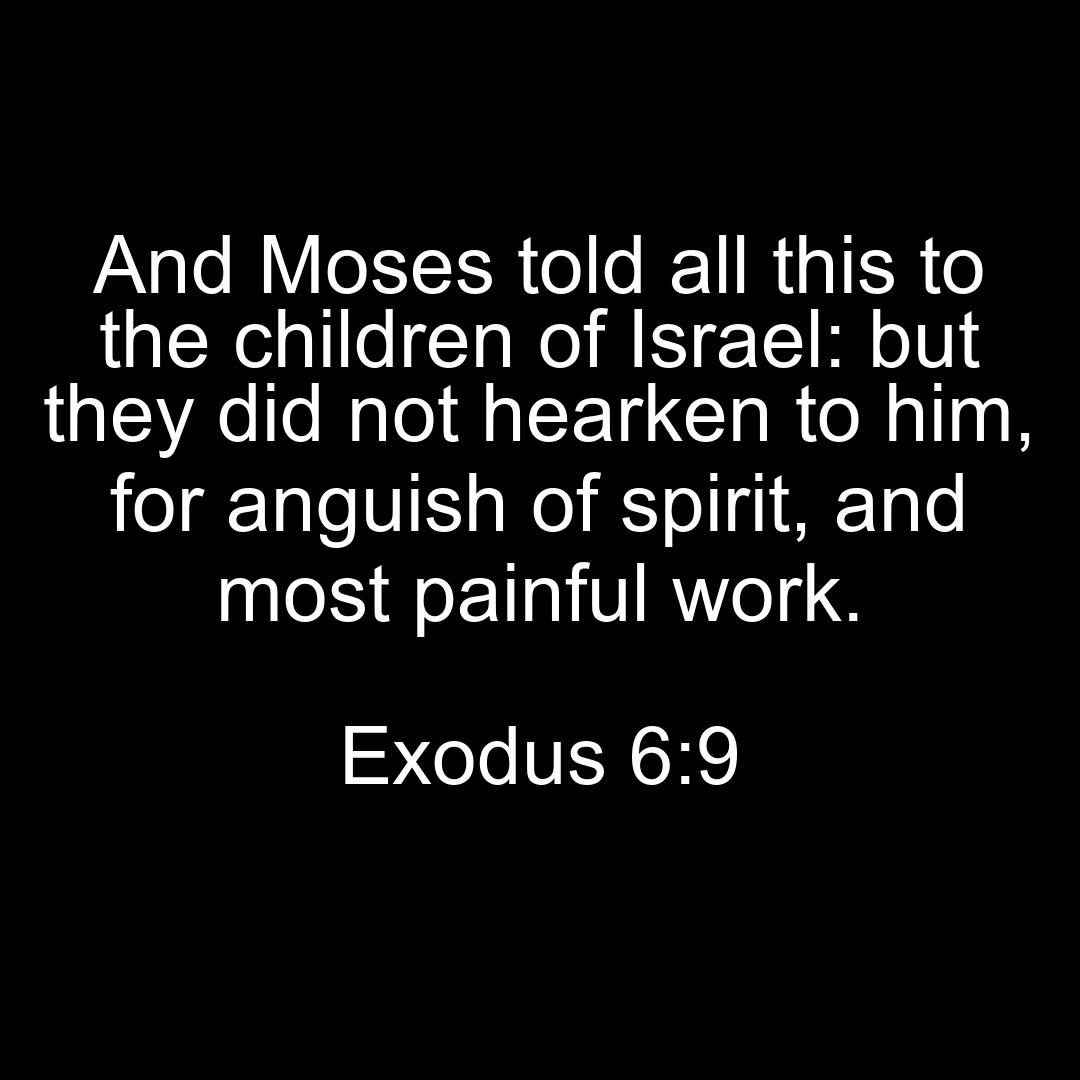 And Moses told all this to
the children of Israel: but
they did not hearken to him,
for anguish of spirit, and
most painful work.
Exodus 6:9